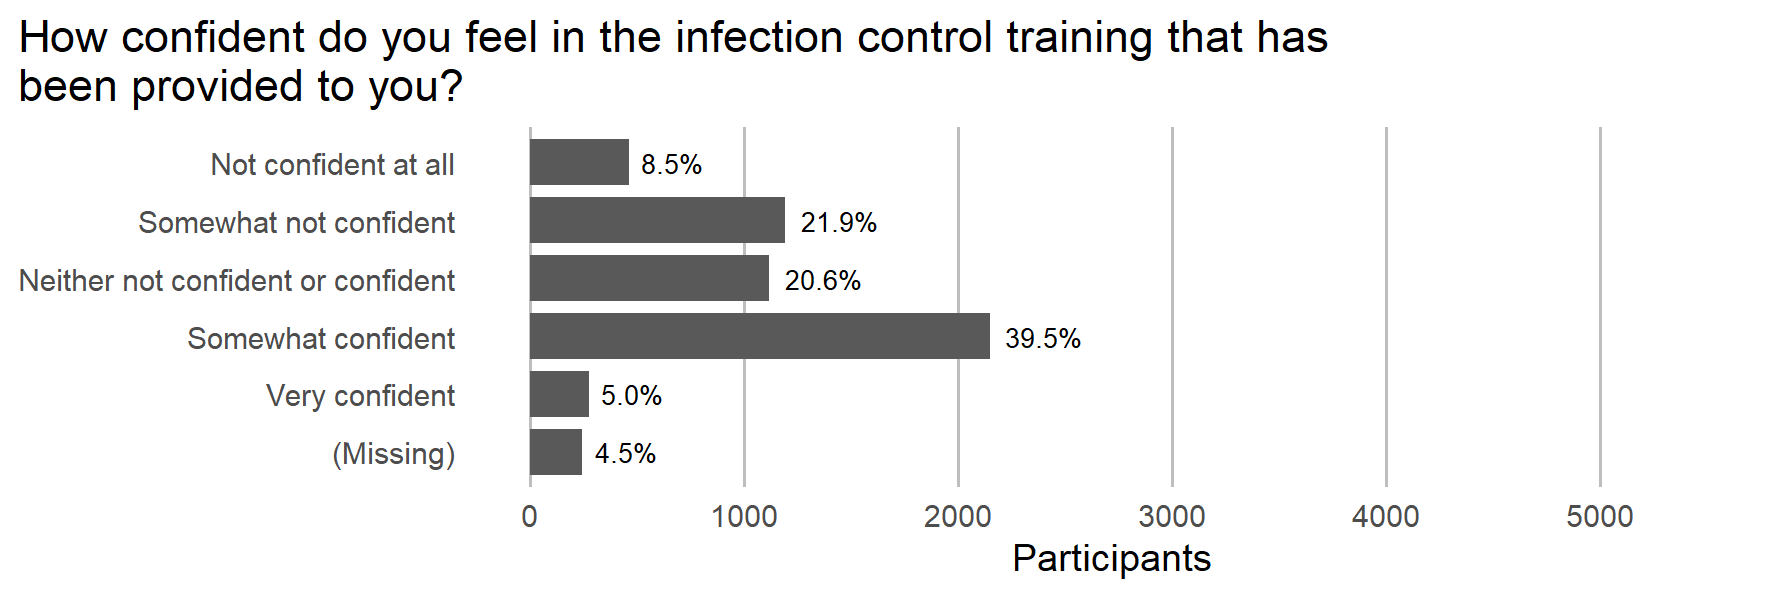 How confident do you feel in the infection control training that has
been provided to you?
Not confident at all 8.5%
Somewhat not confident 21.9%
Neither not confident or confident 20.6%
Somewhat confident 39.5%
Very confident 5.0%
(Missing) 4.5%
0 1000 2000 3000 4000 5000
Participants